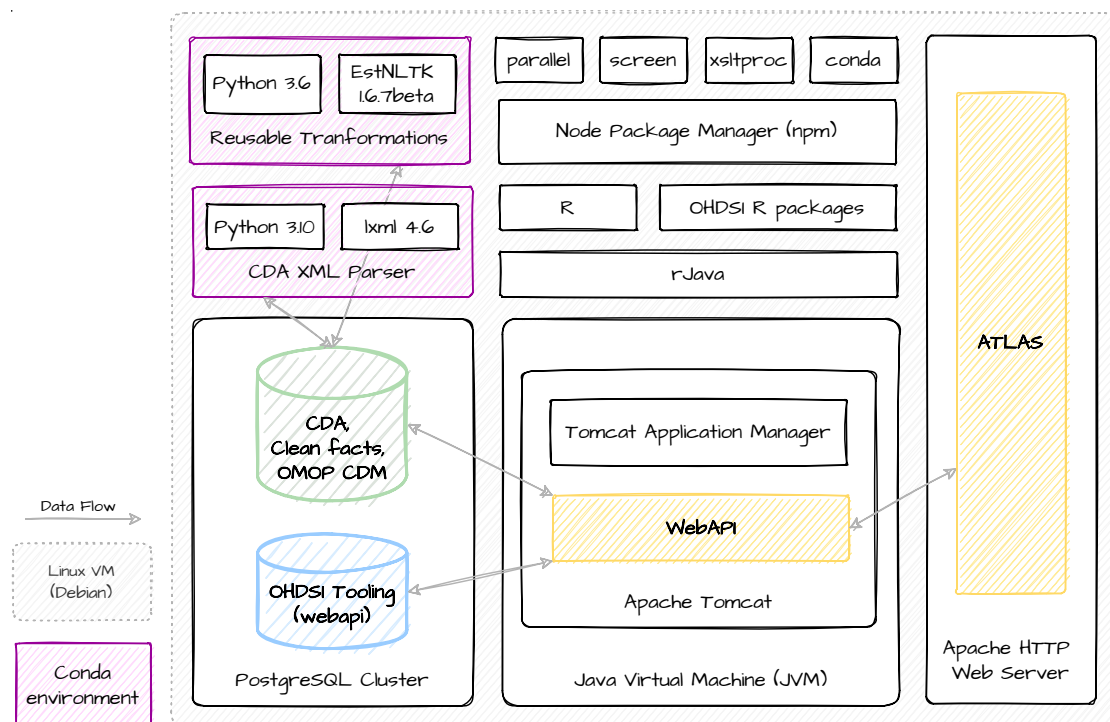 Python 3.6
EstNLTK
1.6.7beta
Reusable Tranformations
parallel
screen
xsltproc
conda
Node Package Manager (npm)
Python 3.10
lxml 4.6
CDA XML Parser
R
OHDSI R packages
rJava
CDA,
Clean facts,
OMOP CDM
OHDSI Tooling
(webapi)
PostgreSQL Cluster
Tomcat Application Manager
WebAPI
Apache Tomcat
Java Virtual Machine (JVM)
ATLAS
Apache HTTP
Web Server
Data Flow
Linux VM
(Debian)
Conda
environment